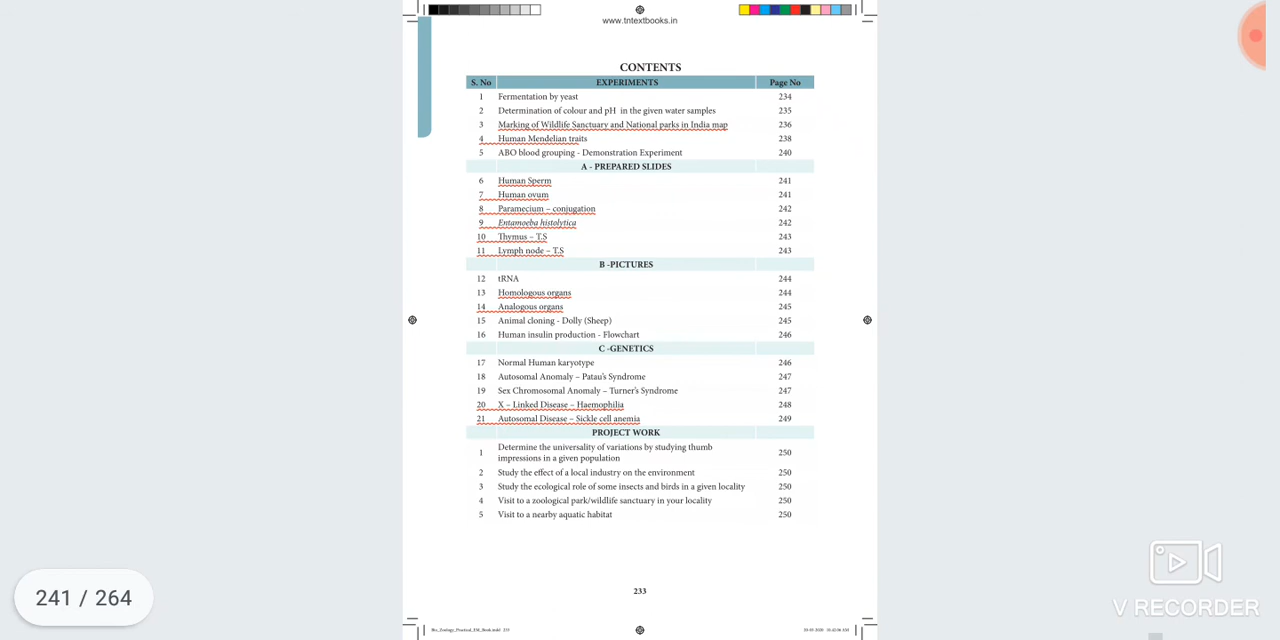 www.tntextbooks.in
CONTENTS
S. No EXPERIMENTS Page No
1 Fermentation by yeast 234
2 Determination of colour and pH in the given water samples 235
3 Marking of Wildlife Sanctuary and National parks in India map 236
4 Human Mendelian traits 238
5 ABO blood grouping - Demonstration Experiment 240
A - PREPARED SLIDES
6 Human Sperm 241
7 Human ovum 241
8 Paramecium – conjugation 242
9 Entamoeba histolytica 242
10 Thymus – T.S 243
11 Lymph node – T.S 243
B -PICTURES
12 tRNA 244
13 Homologous organs 244
14 Analogous organs 245
15 Animal cloning - Dolly (Sheep) 245
16 Human insulin production - Flowchart 246
C -GENETICS
17 Normal Human karyotype 246
18 Autosomal Anomaly – Patau's Syndrome 247
19 Sex Chromosomal Anomaly – Turner's Syndrome 247
20 X – Linked Disease – Haemophilia 248
21 Autosomal Disease – Sickle cell anemia 249
PROJECT WORK
1 Determine the universality of variations by studying thumb
impressions in a given population 250
2 Study the effect of a local industry on the environment 250
3 Study the ecological role of some insects and birds in a given locality 250
4 Visit to a zoological park/wildlife sanctuary in your locality 250
5 Visit to a nearby aquatic habitat 250
233
241 / 264
V RECORDER